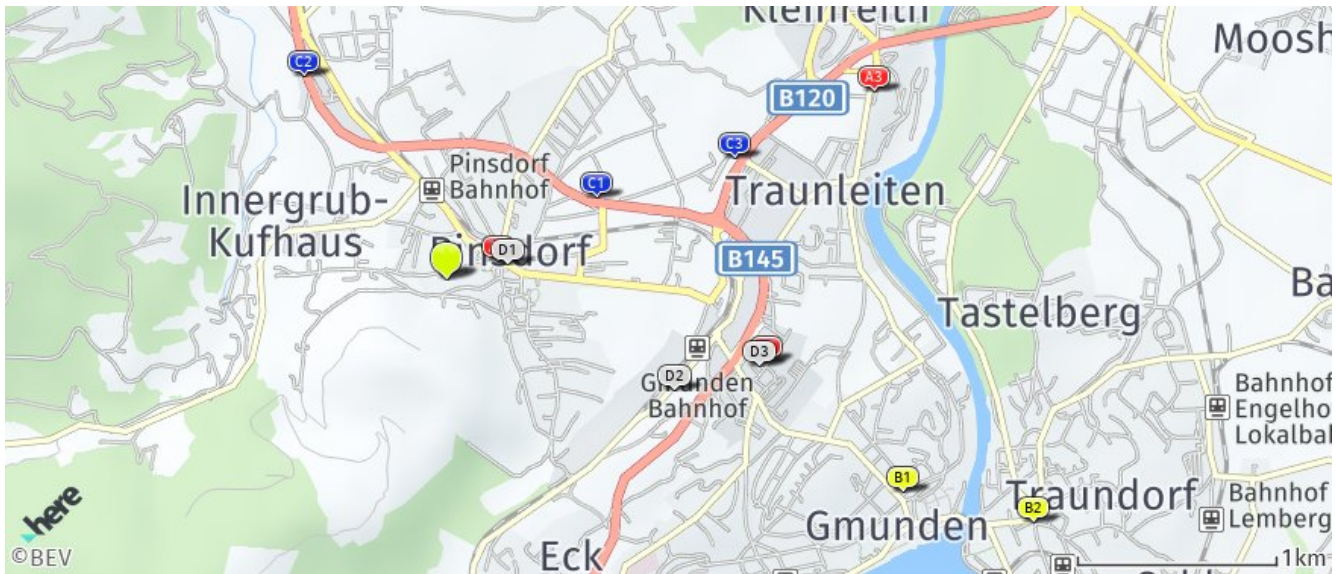 Kleinreith
Moosh
C2
A3
B120
C3
Pinsdorf
Bahnhof
C1
Innergrub-
Kufhaus
Traunleiten
D1
B145
Ba
Tastelberg
D3
D2
Gmunden
Bahnhof
Bahnhof
Engelho
Lokalbal
B1
Traundorf
B2
Gmunden
Bahnhof
Lemberg
here
©BEV
Eck
1km